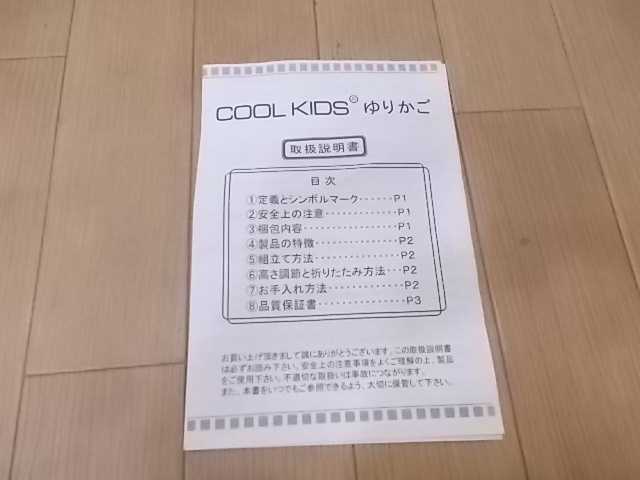 COOL KIDS® ゆりかご
取扱説明書
目次
①定義とシンボルマーク······P1
②安全上の注意·············P1
③梱包内容·················P1
④製品の特徴···············P2
⑤組立て方法···············P2
⑥高さ調節と折りたたみ方法···P2
⑦お手入れ方法·············P2
⑧品質保証書···············P3
お買い上げ頂きまして誠にありがとうございます。この取扱説明書
は必ずお読み下さい。安全上の注意事項をよくご理解の上、製品
をご使用下さい。不適切な取扱いは事故につながります。
また、本書をいつでもご参照できるよう、大切に保管して下さい。